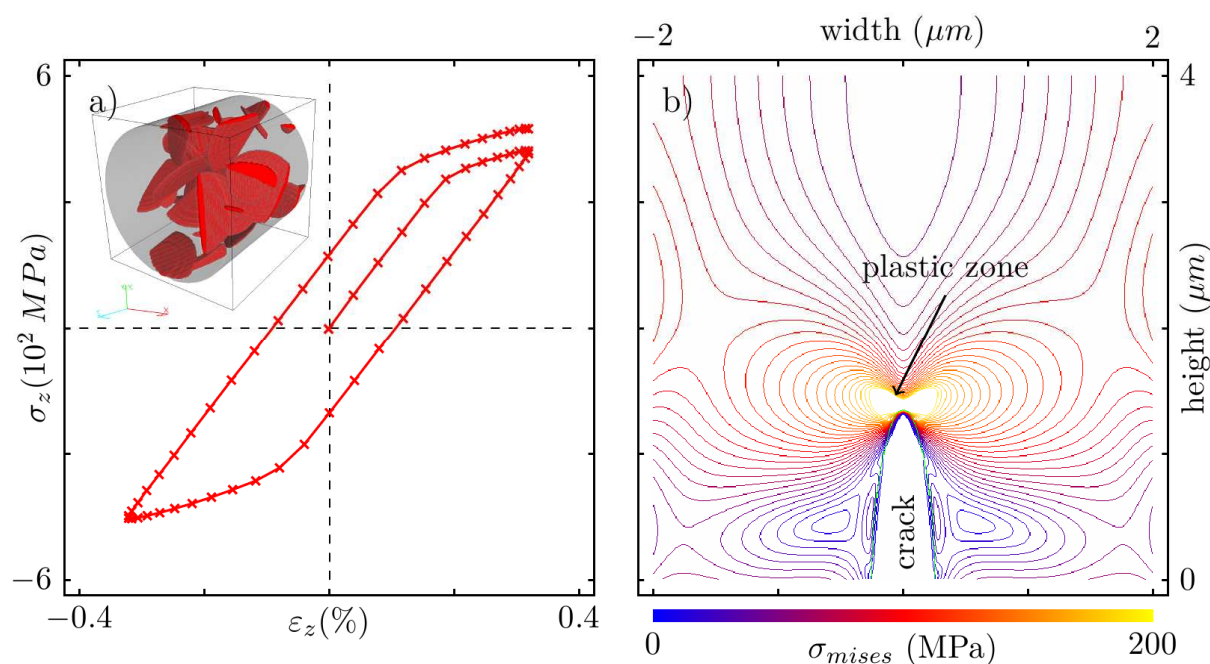 a)
6
−6
σz(10² MPa)
−0.4
εz(%)
0.4
−2
width (μm)
2
b)
4
plastic zone
height (μm)
crack
0
0
200
σmises (MPa)